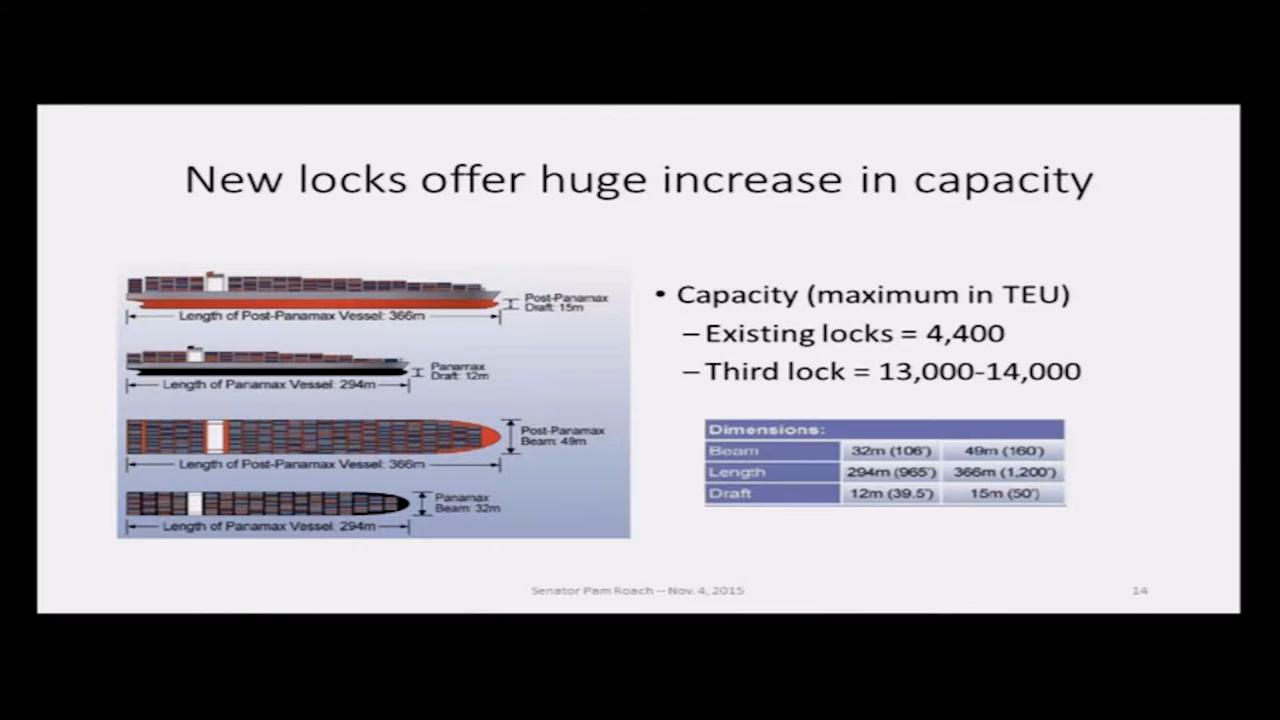 New locks offer huge increase in capacity
Post-Panamax
Draft: 15m
Length of Post-Panamax Vessel: 366m
Panamax
Draft: 12m
Length of Panamax Vessel: 294m
Post-Panamax
Beam: 49m
Length of Post-Panamax Vessel: 366m
Panamax
Beam: 32m
Length of Panamax Vessel: 294m
• Capacity (maximum in TEU)
– Existing locks = 4,400
– Third lock = 13,000-14,000
Dimensions:
Beam 32m (106') 49m (160')
Length 294m (965') 366m (1,200')
Draft 12m (39.5') 15m (50')
Senator Pam Roach – Nov. 4, 2015
14